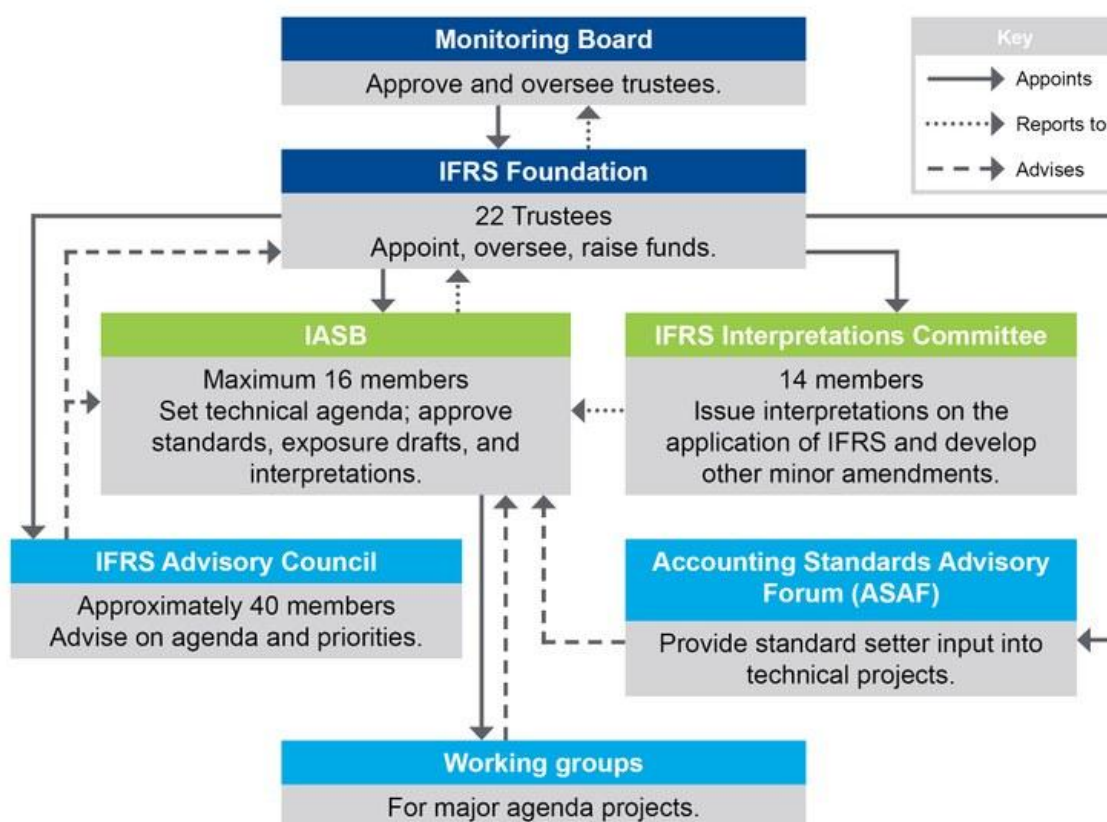 Monitoring Board
Approve and oversee trustees.
Key
Appoints
Reports to
Advises
IFRS Foundation
22 Trustees
Appoint, oversee, raise funds.
IASB
Maximum 16 members
Set technical agenda; approve
standards, exposure drafts, and
interpretations.
IFRS Interpretations Committee
14 members
Issue interpretations on the
application of IFRS and develop
other minor amendments.
IFRS Advisory Council
Approximately 40 members
Advise on agenda and priorities.
Accounting Standards Advisory
Forum (ASAF)
Provide standard setter input into
technical projects.
Working groups
For major agenda projects.